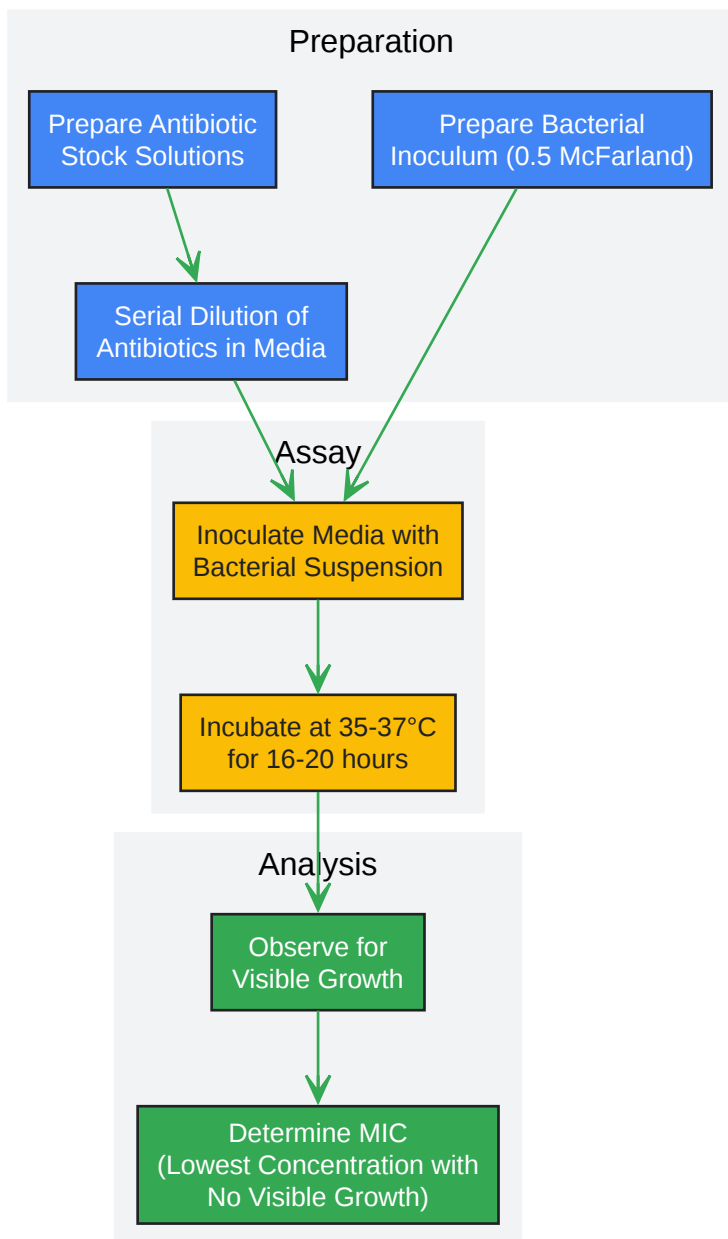 Preparation
Prepare Antibiotic
Stock Solutions
Prepare Bacterial
Inoculum (0.5 McFarland)
Serial Dilution of
Antibiotics in Media
Assay
Inoculate Media with
Bacterial Suspension
Incubate at 35-37°C
for 16-20 hours
Analysis
Observe for
Visible Growth
Determine MIC
(Lowest Concentration with
No Visible Growth)